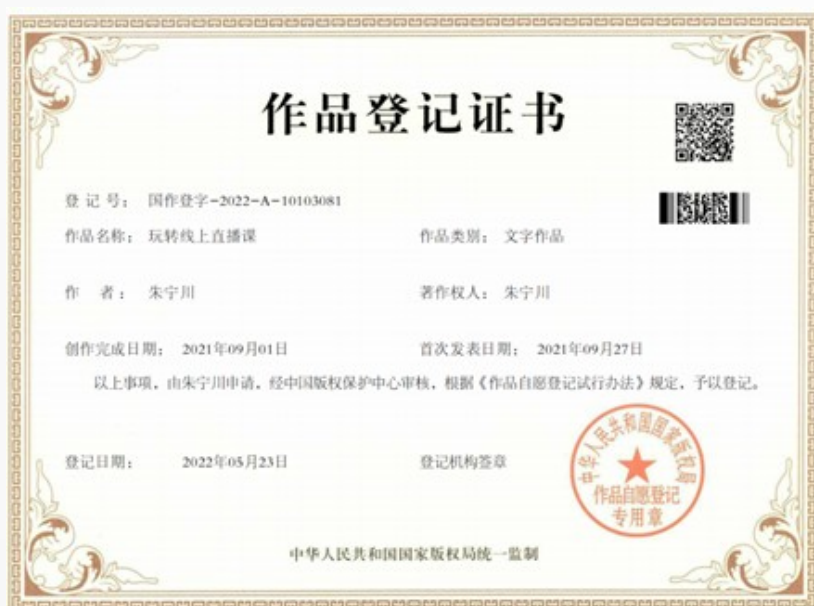 作品登记证书
登 记 号： 国作登字-2022-A-10103081
作品名称： 玩转线上直播课 作品类别： 文字作品
作 者： 朱宁川 著作权人： 朱宁川
创作完成日期： 2021年09月01日 首次发表日期： 2021年09月27日
以上事项，由朱宁川申请，经中国版权保护中心审核，根据《作品自愿登记试行办法》规定，予以登记。
登记日期： 2022年05月23日 登记机构签章
中华人民共和国国家版权局
作品自愿登记
专用章
中华人民共和国国家版权局统一监制